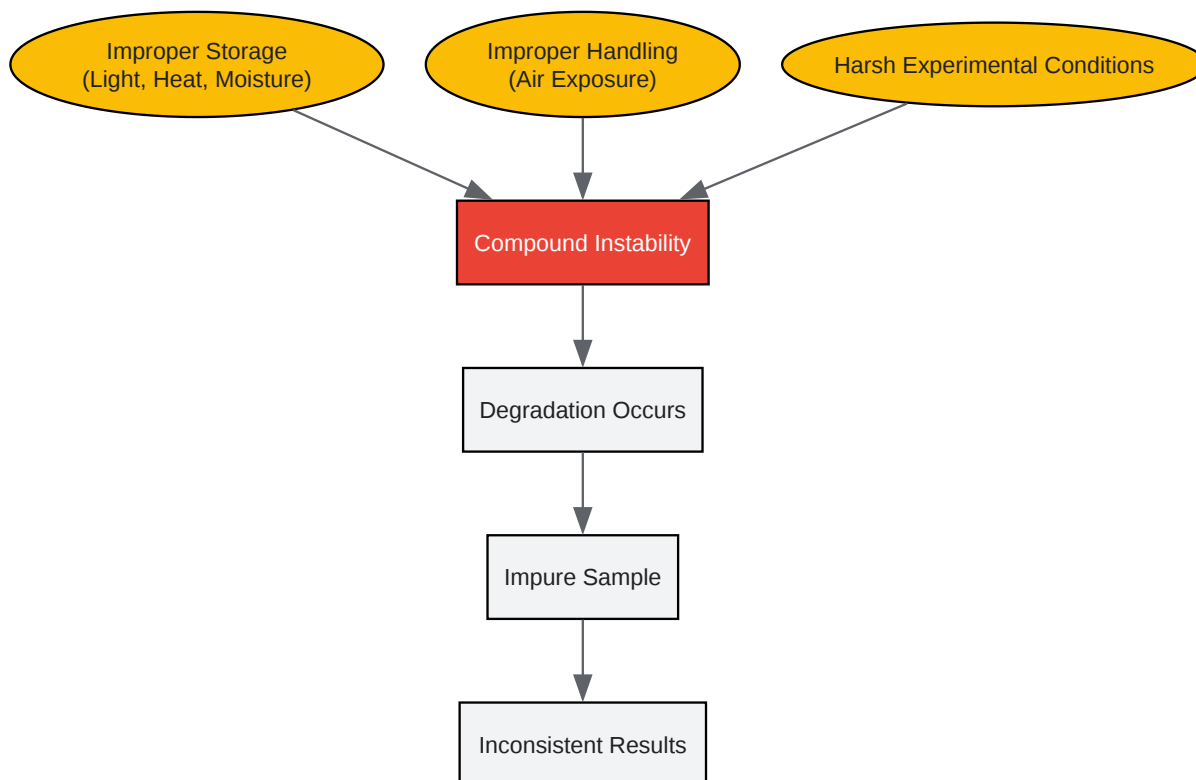 Improper Storage
(Light, Heat, Moisture)
Improper Handling
(Air Exposure)
Harsh Experimental Conditions
Compound Instability
Degradation Occurs
Impure Sample
Inconsistent Results